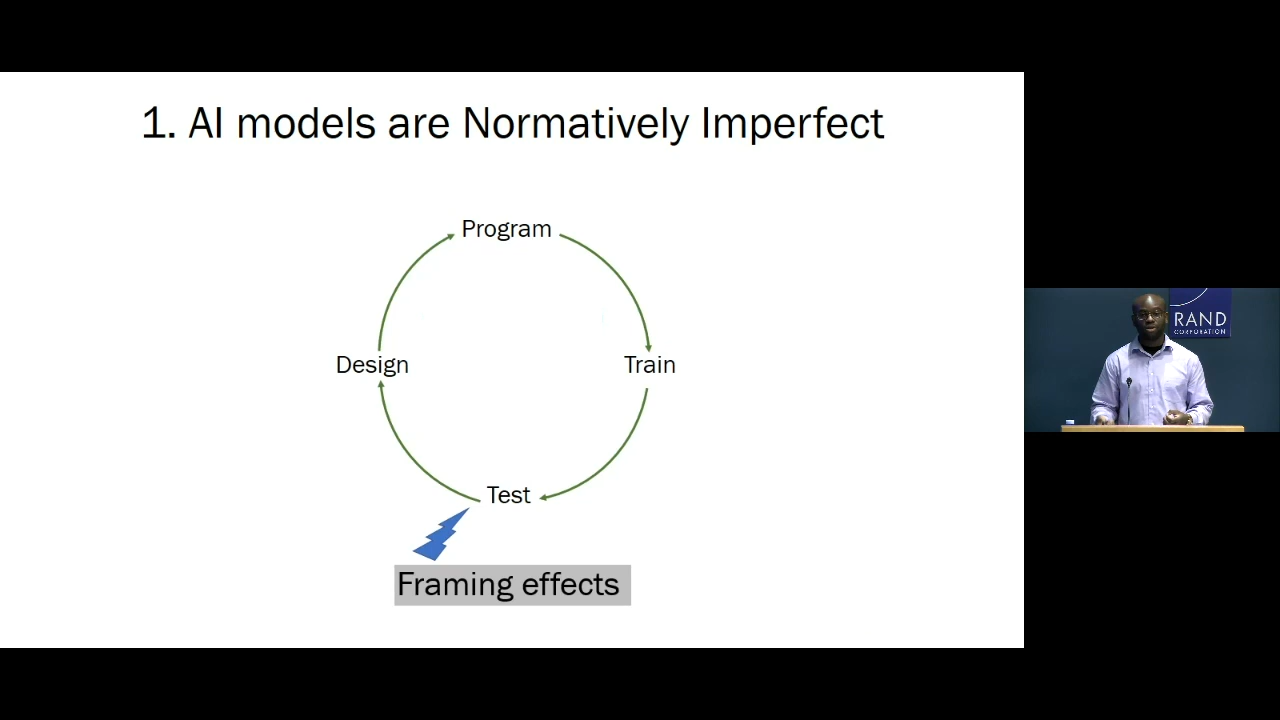 1. AI models are Normatively Imperfect
Program
Design
Train
Test
Framing effects
RAND
CORPORATION